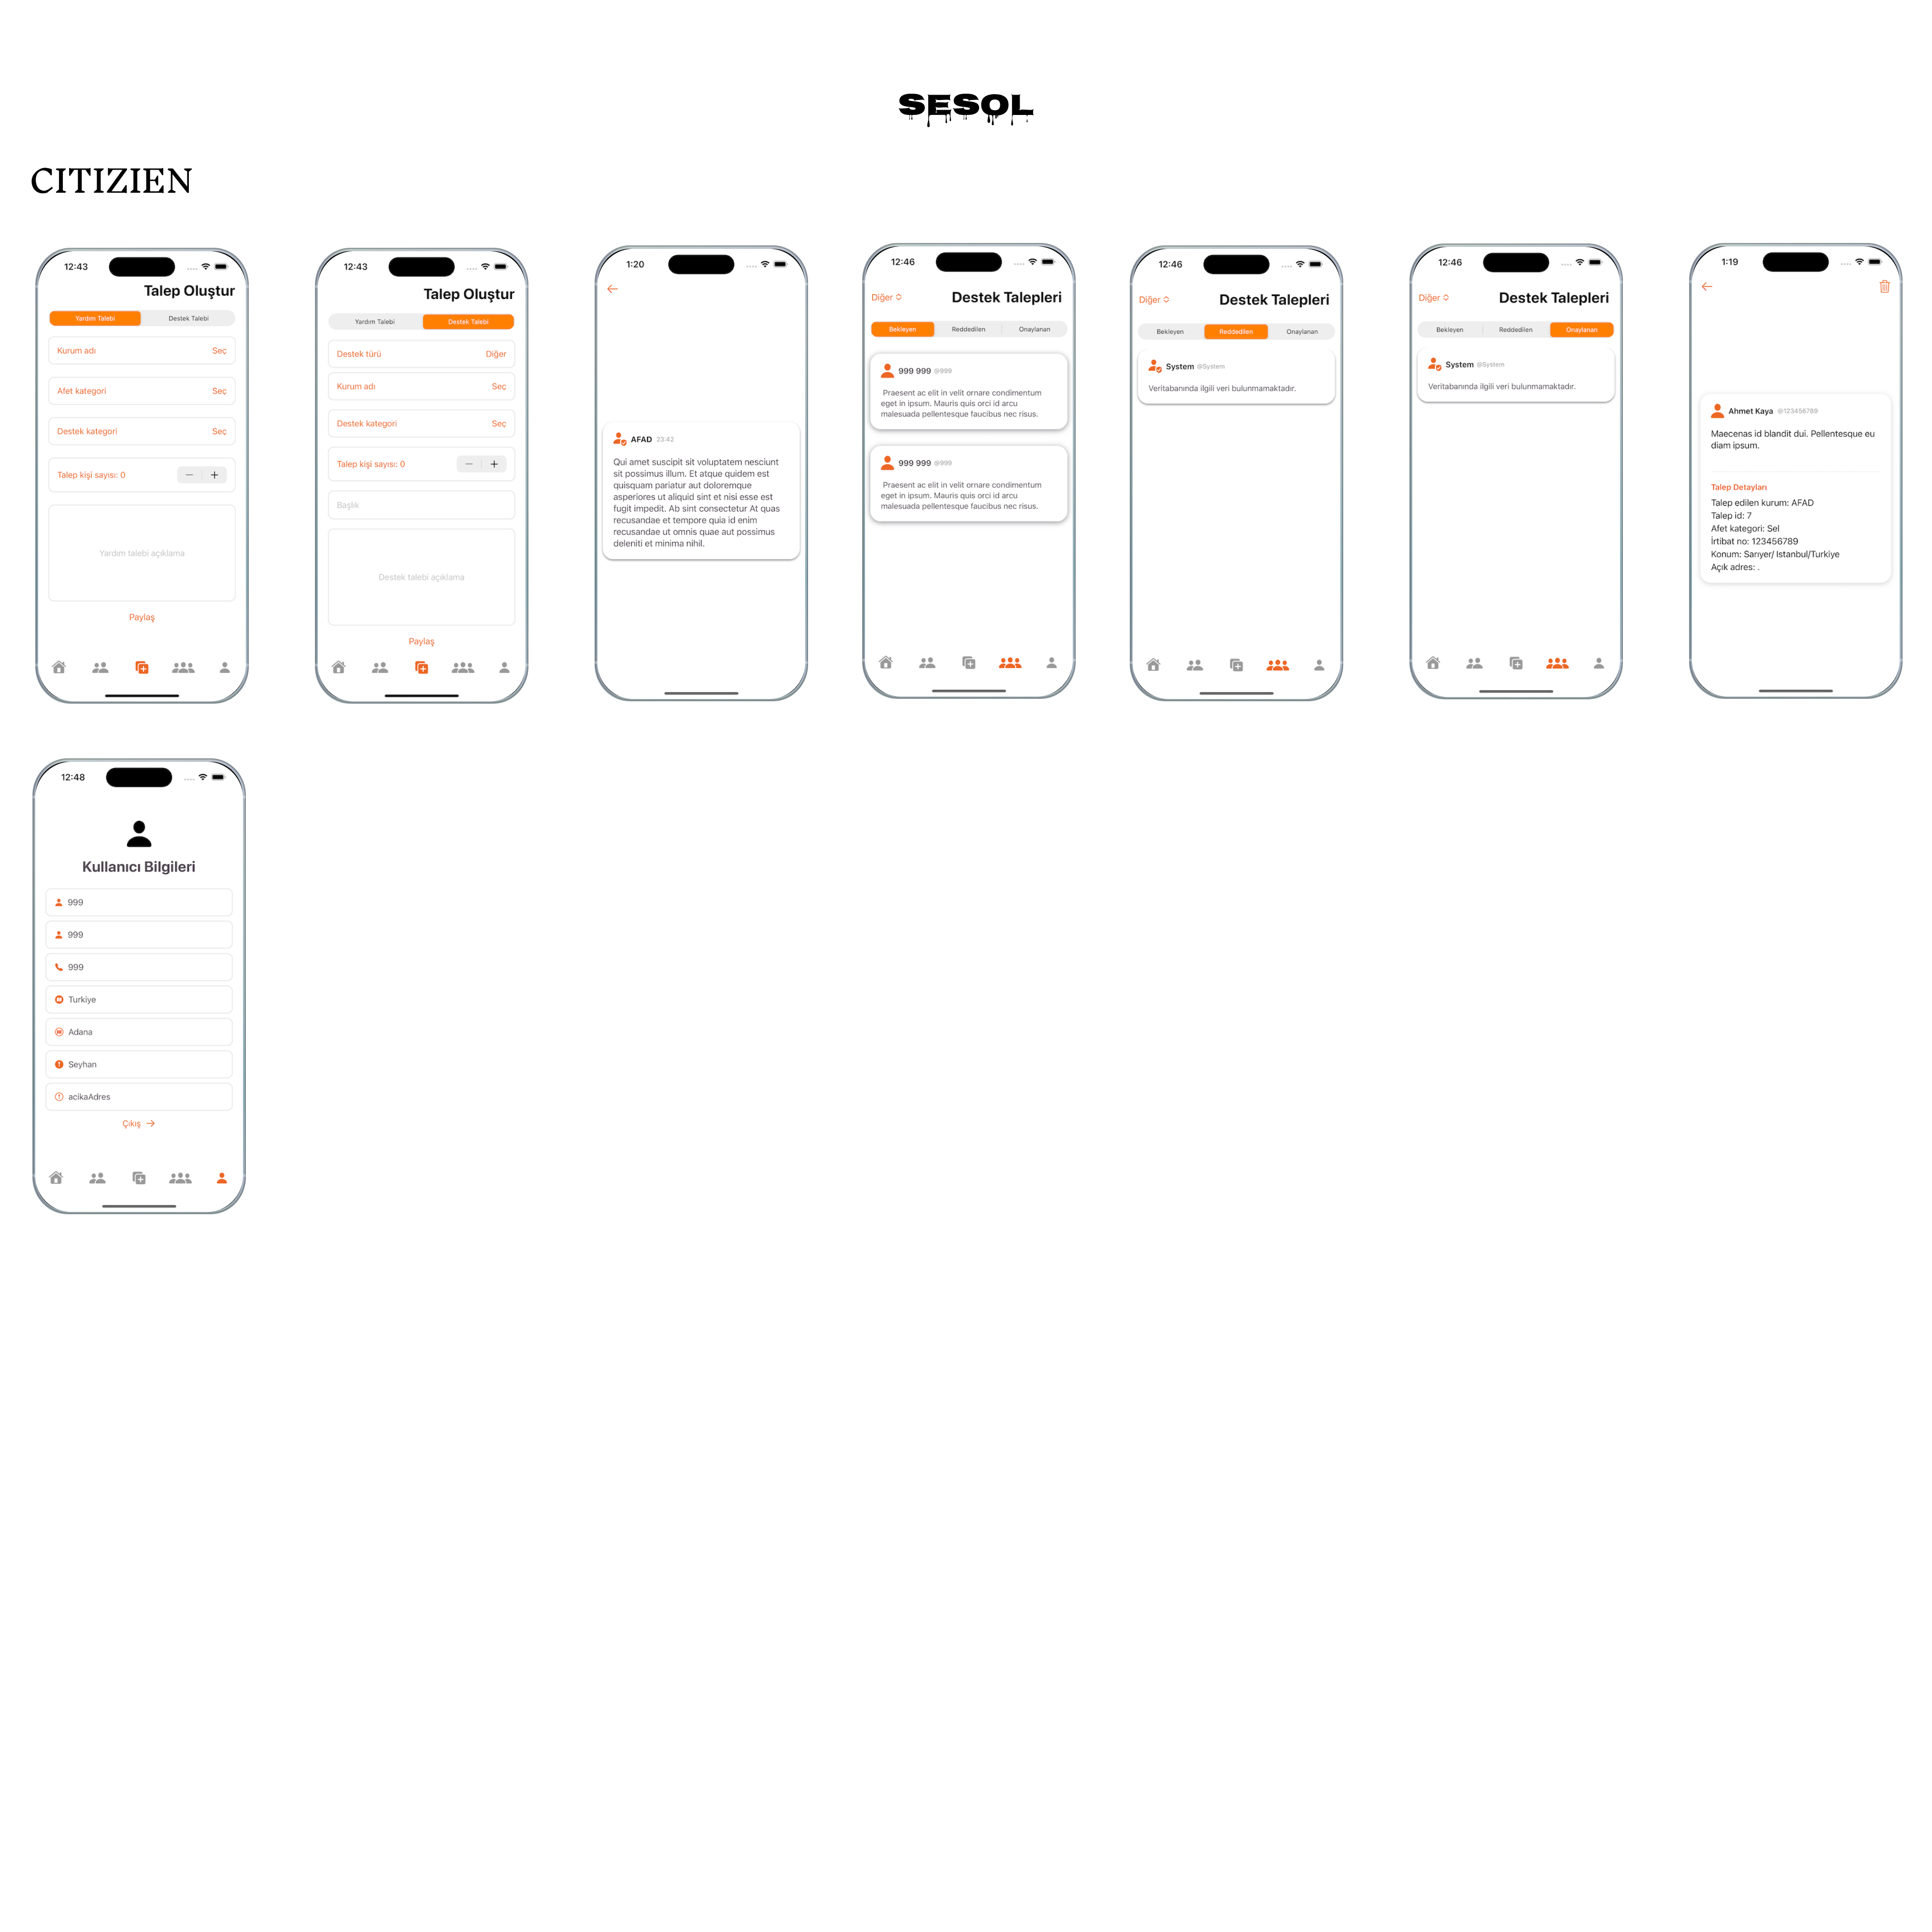 SESOL
CITIZIEN
12:43
Talep Oluştur
Yardım Talebi
Destek Talebi
Kurum adı
Seç
Afet kategori
Seç
Destek kategori
Seç
Talep kişi sayısı: 0
Yardım talebi açıklama
Paylaş
12:43
Talep Oluştur
Yardım Talebi
Destek Talebi
Destek türü
Diğer
Kurum adı
Seç
Destek kategori
Seç
Talep kişi sayısı: 0
Başlık
Destek talebi açıklama
Paylaş
1:20
AFAD 23:42
Qui amet suscipit sit voluptatem nesciunt
sit possimus illum. Et atque quidem est
quisquam pariatur aut doloremque
asperiores ut aliquid sint et nisi esse est
fugit impedit. Ab sint consectetur At quas
recusandae et tempore quia id enim
recusandae ut omnis quae aut possimus
deleniti et minima nihil.
12:46
Diğer
Destek Talepleri
Bekleyen
Reddedilen
Onaylanan
999 999 @999
Praesent ac elit in velit ornare condimentum
eget in ipsum. Mauris quis orci id arcu
malesuada pellentesque faucibus nec risus.
999 999 @999
Praesent ac elit in velit ornare condimentum
eget in ipsum. Mauris quis orci id arcu
malesuada pellentesque faucibus nec risus.
12:46
Diğer
Destek Talepleri
Bekleyen
Reddedilen
Onaylanan
System @System
Veritabanında ilgili veri bulunmamaktadır.
12:46
Diğer
Destek Talepleri
Bekleyen
Reddedilen
Onaylanan
System @System
Veritabanında ilgili veri bulunmamaktadır.
1:19
Ahmet Kaya @123456789
Maecenas id blandit dui. Pellentesque eu
diam ipsum.
Talep Detayları
Talep edilen kurum: AFAD
Talep id: 7
Afet kategori: Sel
İrtibat no: 123456789
Konum: Sarıyer/ Istanbul/Turkiye
Açık adres: .
12:48
Kullanıcı Bilgileri
999
999
999
Turkiye
Adana
Seyhan
acikaAdres
Çıkış